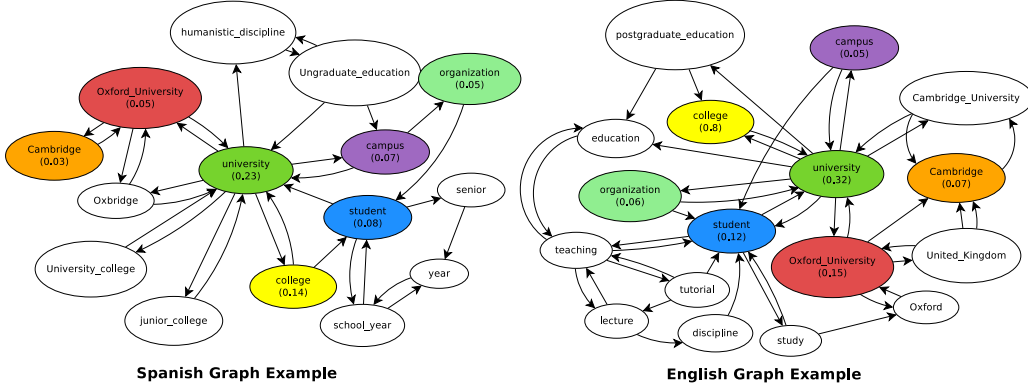 humanistic_discipline
Ungraduate_education
organization
(0.05)
Oxford_University
(0.05)
Cambridge
(0.03)
campus
(0.07)
university
(0.23)
Oxbridge
senior
student
(0.08)
University_college
college
(0.14)
year
junior_college
school_year
Spanish Graph Example
postgraduate_education
campus
(0.05)
Cambridge_University
college
(0.8)
education
university
(0.32)
Cambridge
(0.07)
organization
(0.06)
student
(0.12)
teaching
Oxford_University
(0.15)
United_Kingdom
tutorial
Oxford
lecture
discipline
study
English Graph Example